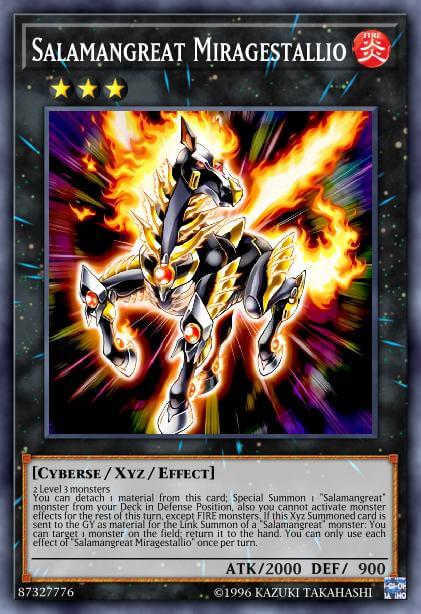 Salamangreat Miragestallio
FIRE
炎
[Cyberse / Xyz / Effect]
2 Level 3 monsters
You can detach 1 material from this card; Special Summon 1 "Salamangreat"
monster from your Deck in Defense Position, also you cannot activate monster
effects for the rest of this turn, except FIRE monsters. If this Xyz Summoned card is
sent to the GY as material for the Link Summon of a "Salamangreat" monster: You
can target 1 monster on the field; return it to the hand. You can only use each
effect of "Salamangreat Miragestallio" once per turn.
ATK/2000 DEF/ 900
87327776
©1996 KAZUKI TAKAHASHI